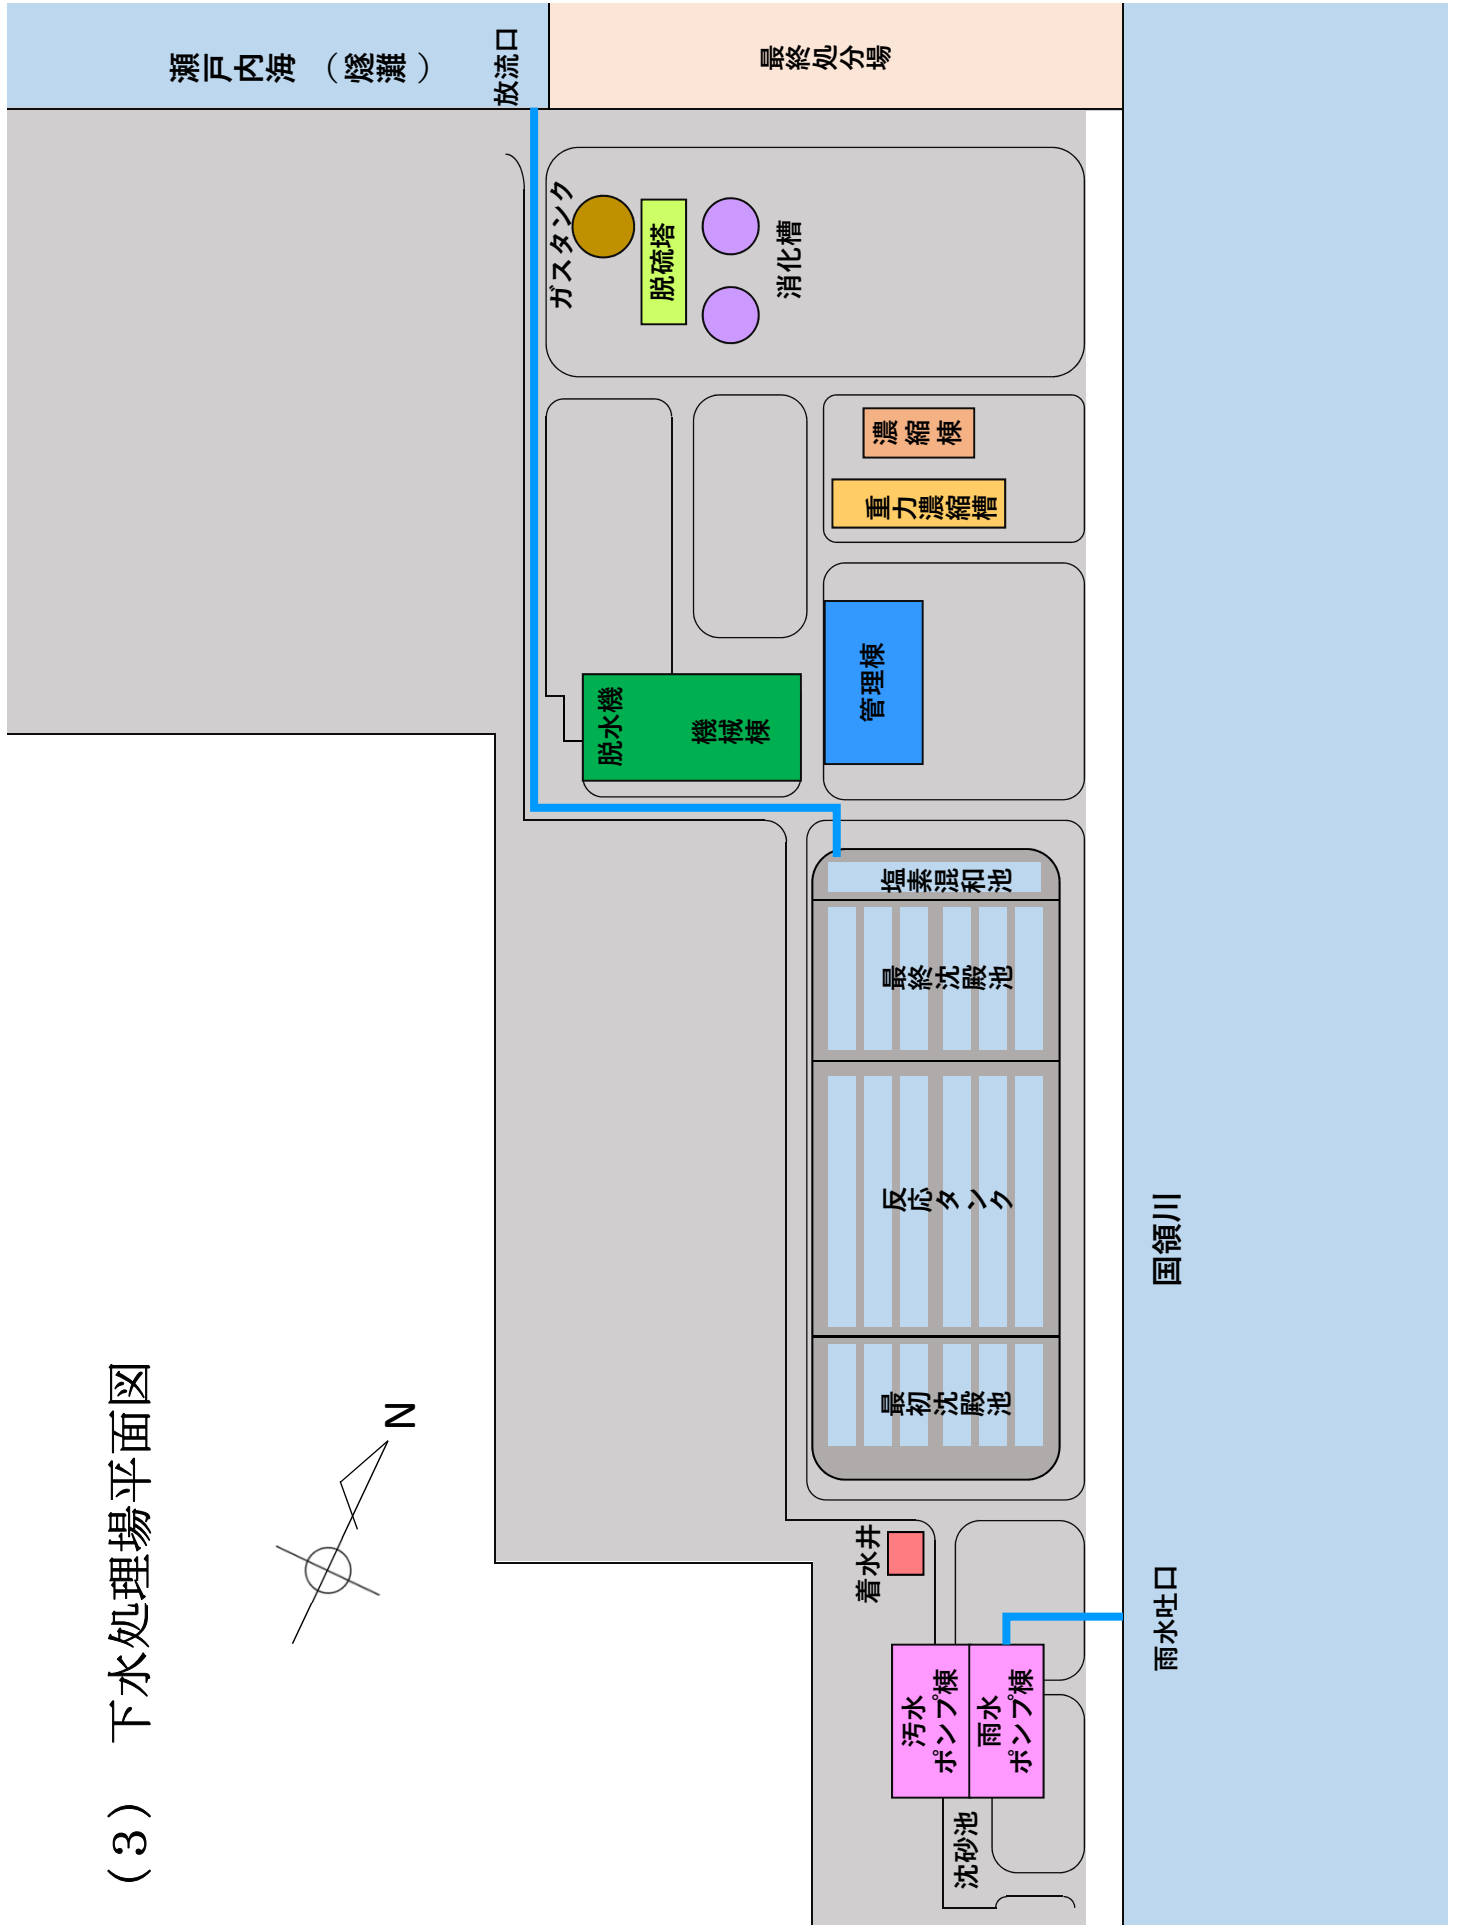 (３) 下水処理場平面図
N
瀬戸内海 （燧灘）
放流口
最終処分場
ガスタンク
脱硫塔
消化槽
濃縮棟
重力濃縮槽
管理棟
脱水機
機械棟
塩素混和池
最終沈殿池
反応タンク
最初沈殿池
着水井
汚水
ポンプ棟
雨水
ポンプ棟
沈砂池
国領川
雨水吐口